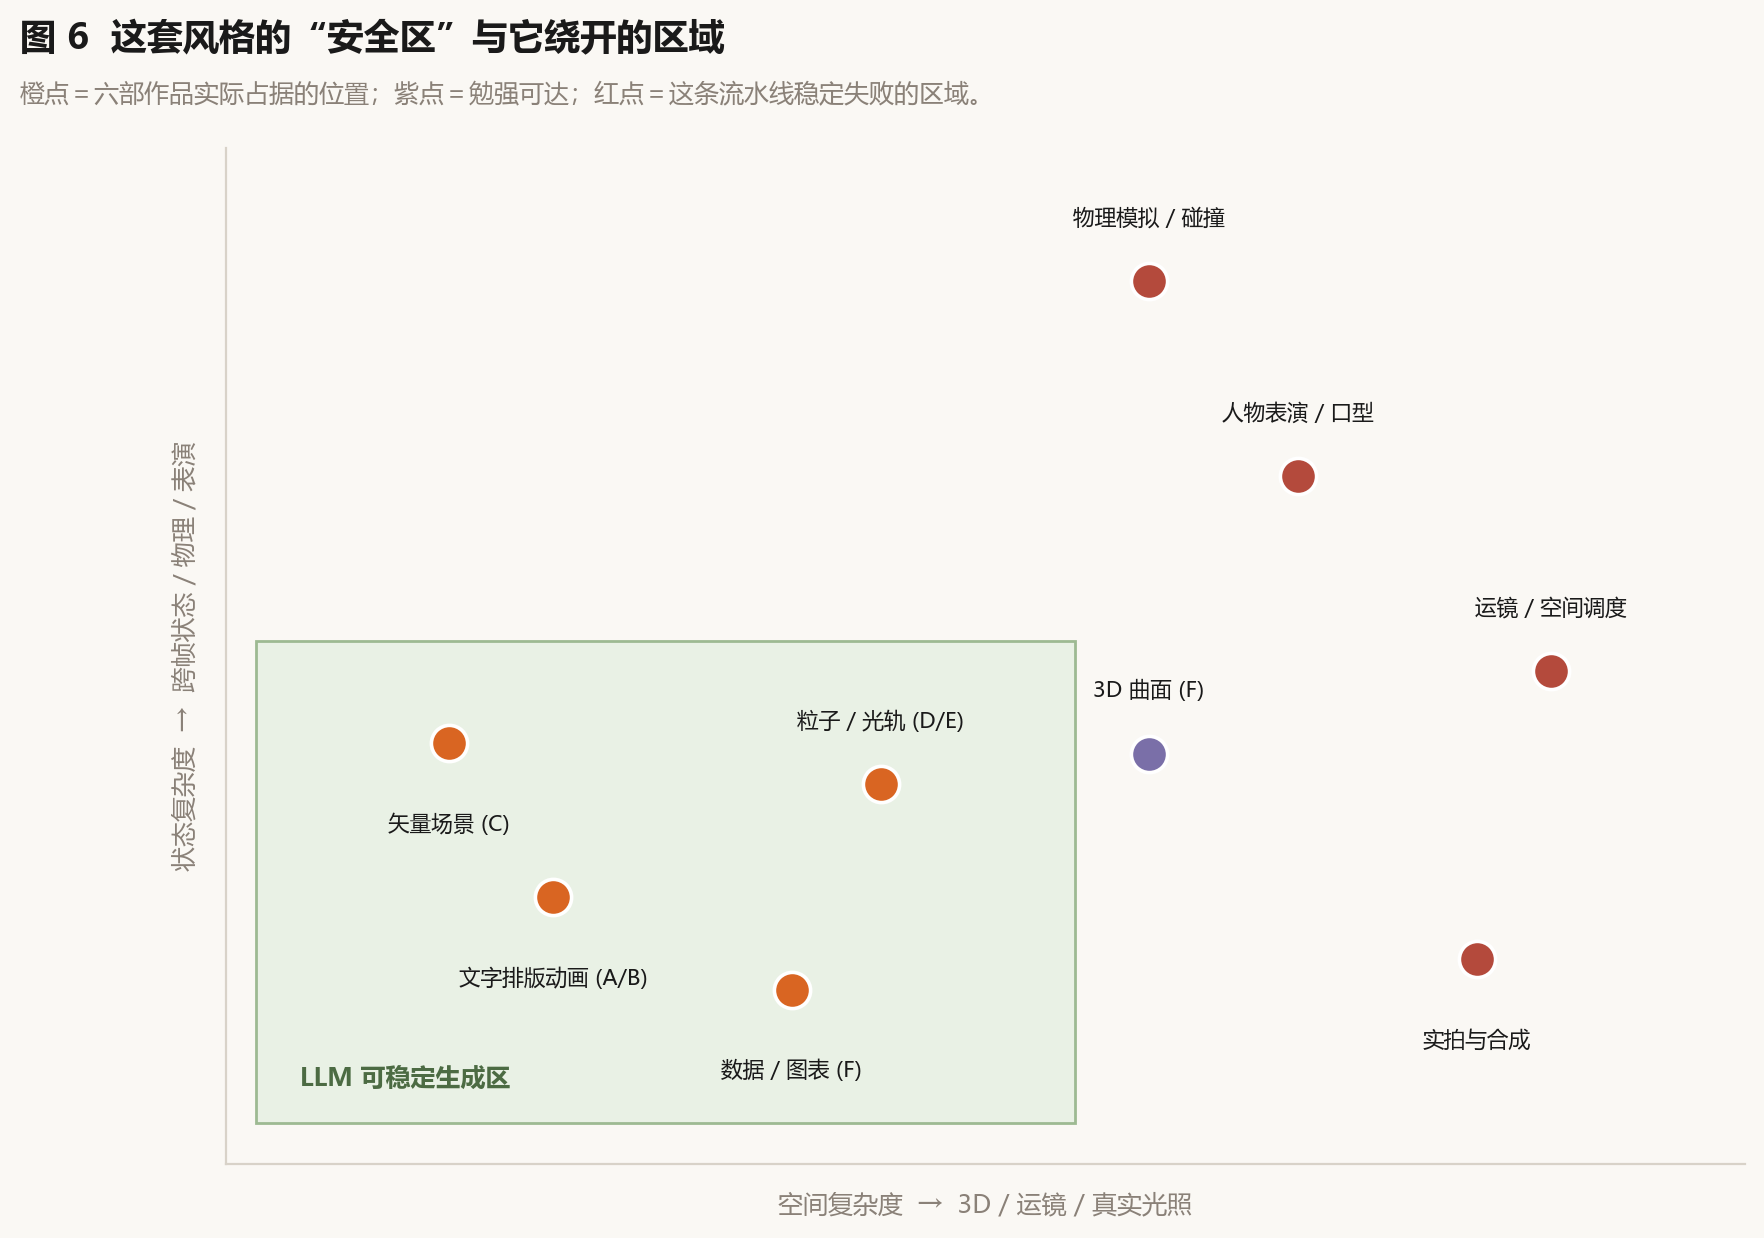 图 6 这套风格的“安全区”与它绕开的区域
橙点 = 六部作品实际占据的位置；紫点 = 勉强可达；红点 = 这条流水线稳定失败的区域。
物理模拟 / 碰撞
人物表演 / 口型
运镜 / 空间调度
3D 曲面 (F)
粒子 / 光轨 (D/E)
矢量场景 (C)
文字排版动画 (A/B)
实拍与合成
数据 / 图表 (F)
LLM 可稳定生成区
状态复杂度 → 跨帧状态 / 物理 / 表演
空间复杂度 → 3D / 运镜 / 真实光照